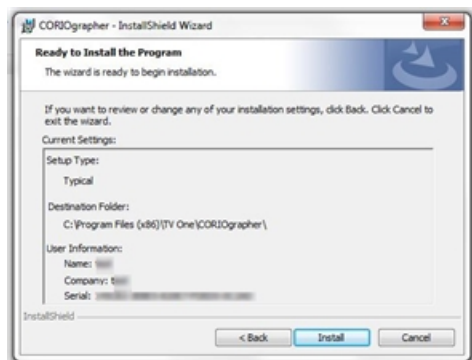 CORIOgrapher - InstallShield Wizard
Ready to Install the Program
The wizard is ready to begin installation.
If you want to review or change any of your installation settings, click Back. Click Cancel to
exit the wizard.
Current Settings:
Setup Type:
Typical
Destination Folder:
C:\Program Files (x86)\TV One\CORIOgrapher\
User Information:
Name:
Company:
Serial:
InstallShield
< Back
Install
Cancel